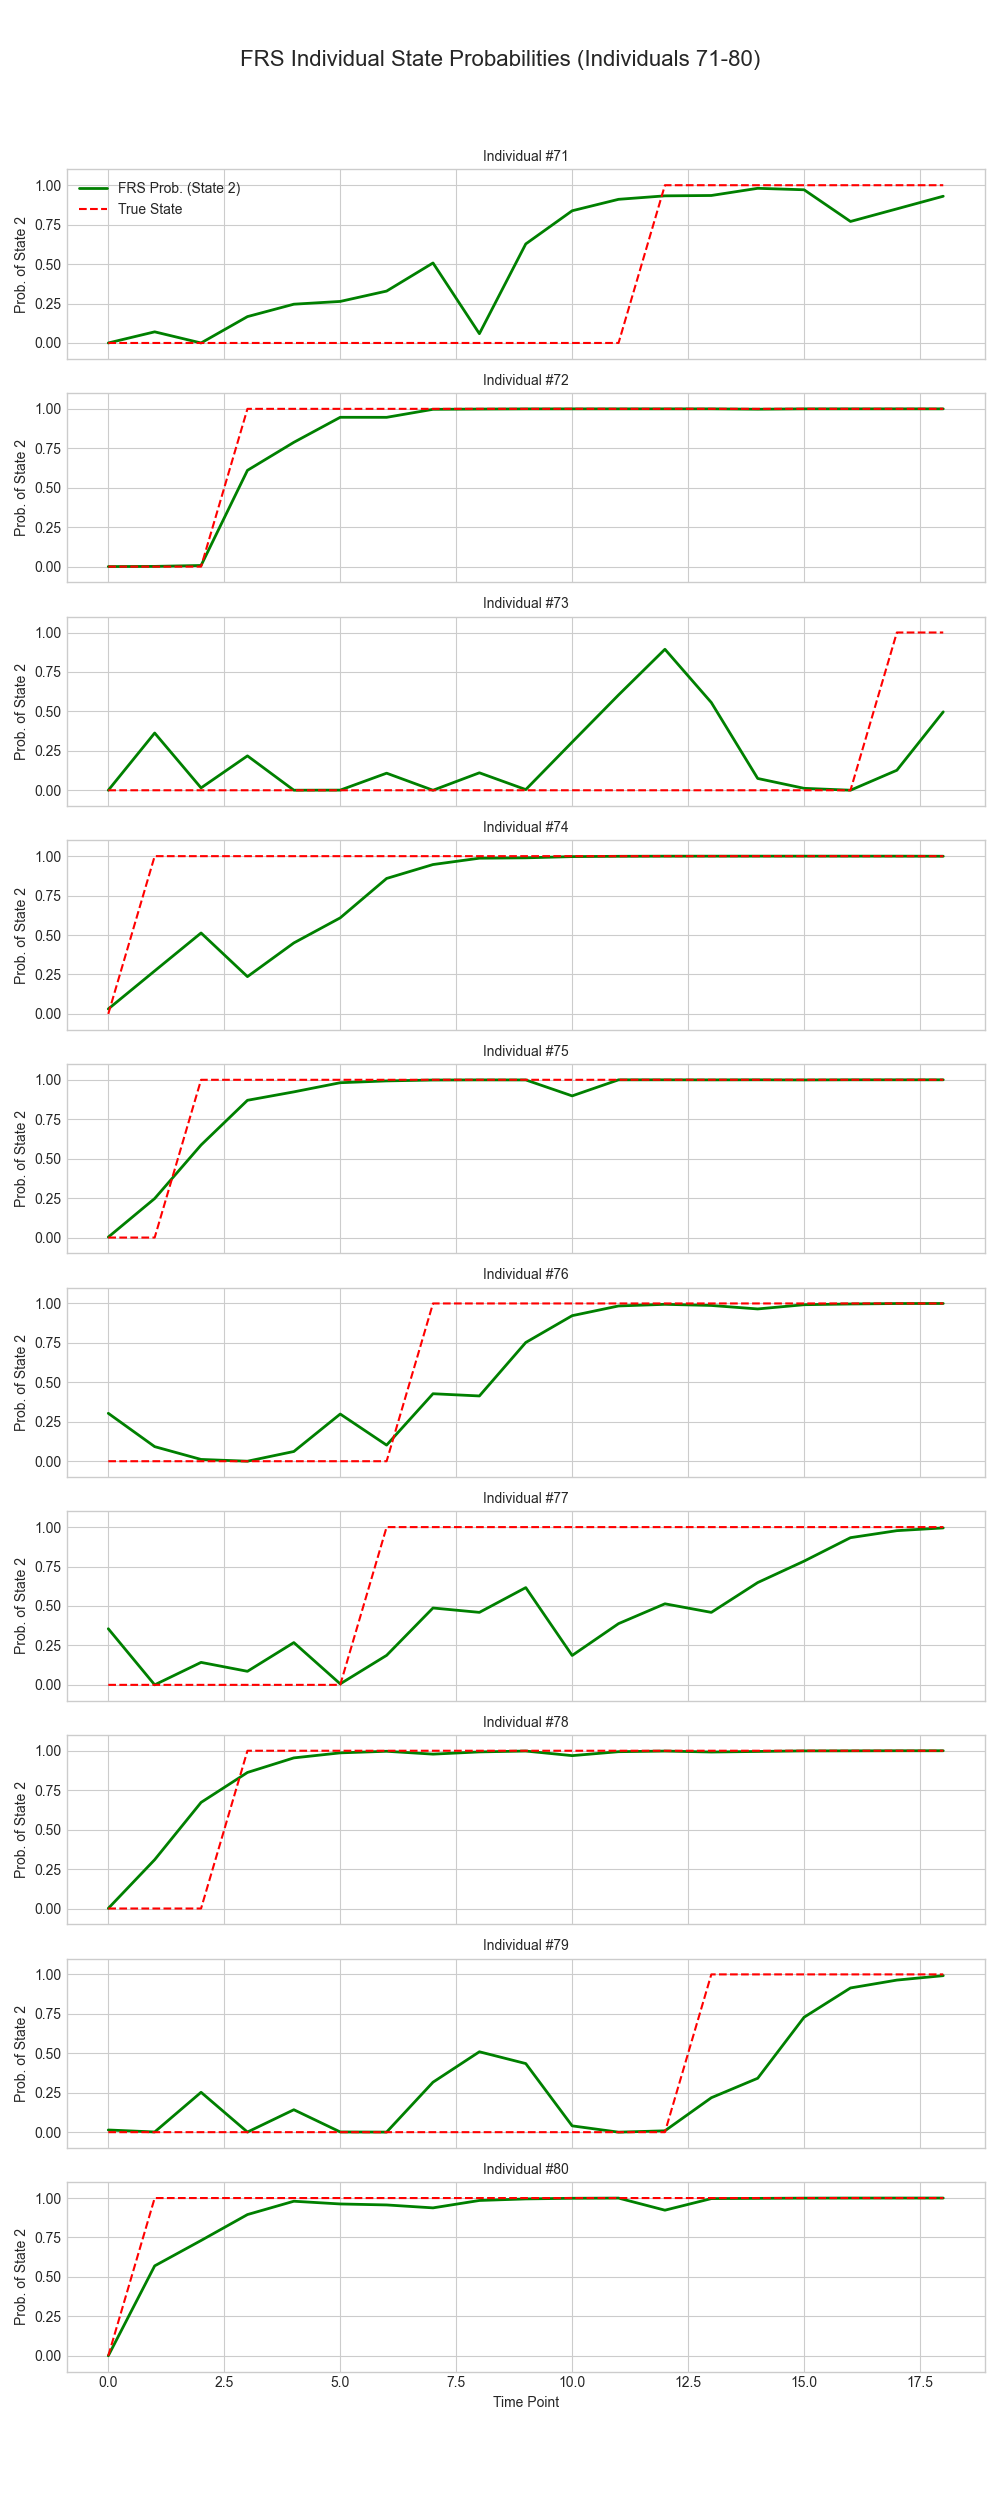 FRS Individual State Probabilities (Individuals 71-80)
Individual #71
Prob. of State 2
1.00
0.75
0.50
0.25
0.00
FRS Prob. (State 2)
True State
Individual #72
Prob. of State 2
1.00
0.75
0.50
0.25
0.00
Individual #73
Prob. of State 2
1.00
0.75
0.50
0.25
0.00
Individual #74
Prob. of State 2
1.00
0.75
0.50
0.25
0.00
Individual #75
Prob. of State 2
1.00
0.75
0.50
0.25
0.00
Individual #76
Prob. of State 2
1.00
0.75
0.50
0.25
0.00
Individual #77
Prob. of State 2
1.00
0.75
0.50
0.25
0.00
Individual #78
Prob. of State 2
1.00
0.75
0.50
0.25
0.00
Individual #79
Prob. of State 2
1.00
0.75
0.50
0.25
0.00
Individual #80
Prob. of State 2
1.00
0.75
0.50
0.25
0.00
0.0 2.5 5.0 7.5 10.0 12.5 15.0 17.5
Time Point